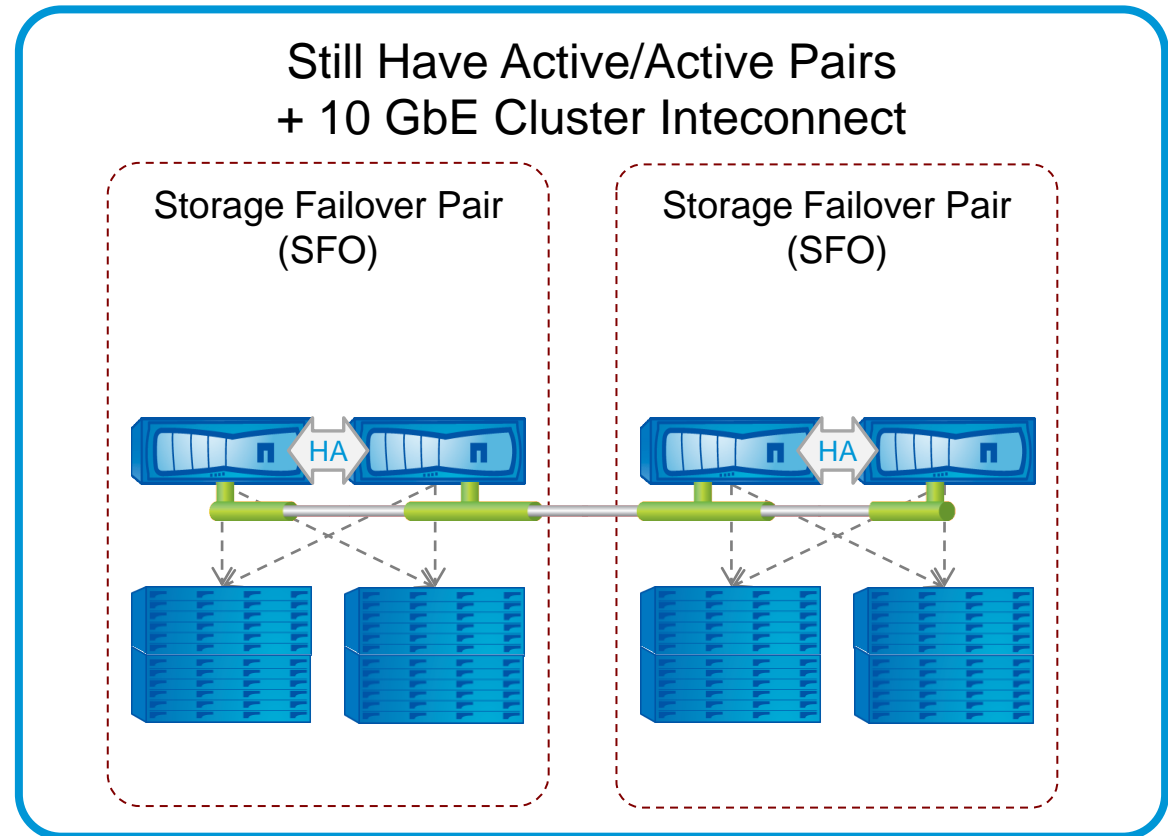 Still Have Active/Active Pairs
+ 10 GbE Cluster Inteconnect
Storage Failover Pair
(SFO)
Storage Failover Pair
(SFO)
HA
HA